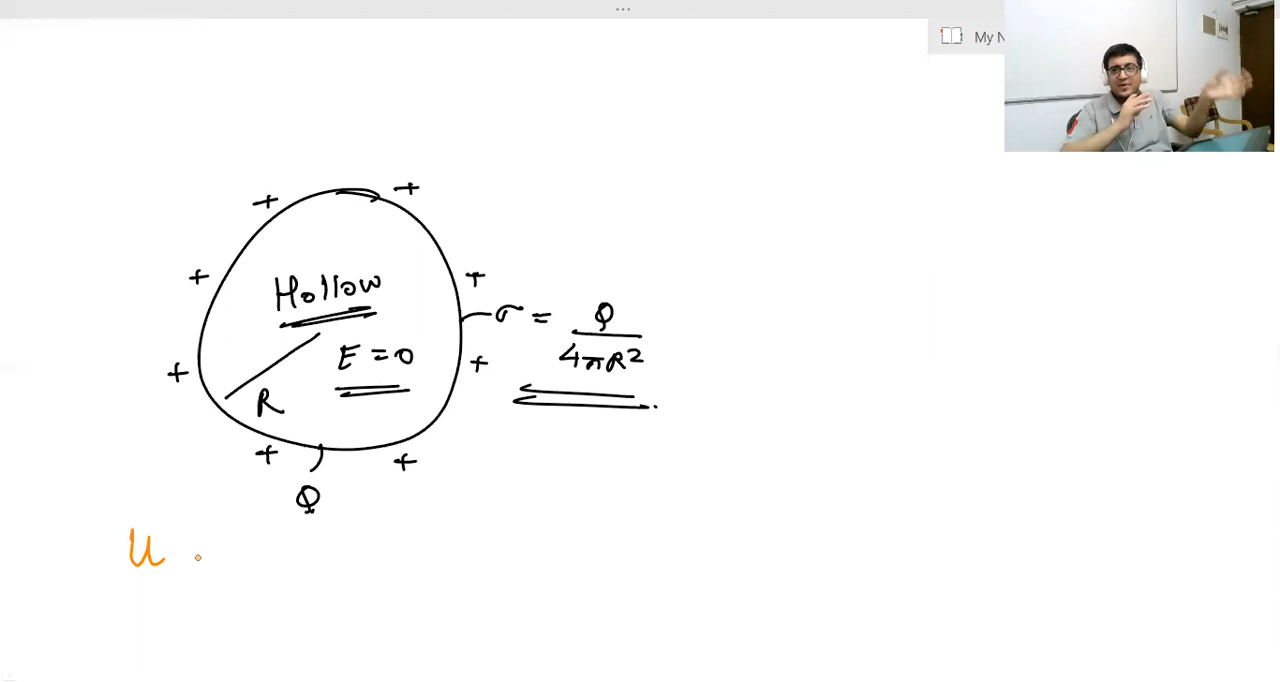 ...
My N
+ +
+ +
Hollow
σ = Q / 4πR²
E = 0
+ +
R
+ +
Q
U